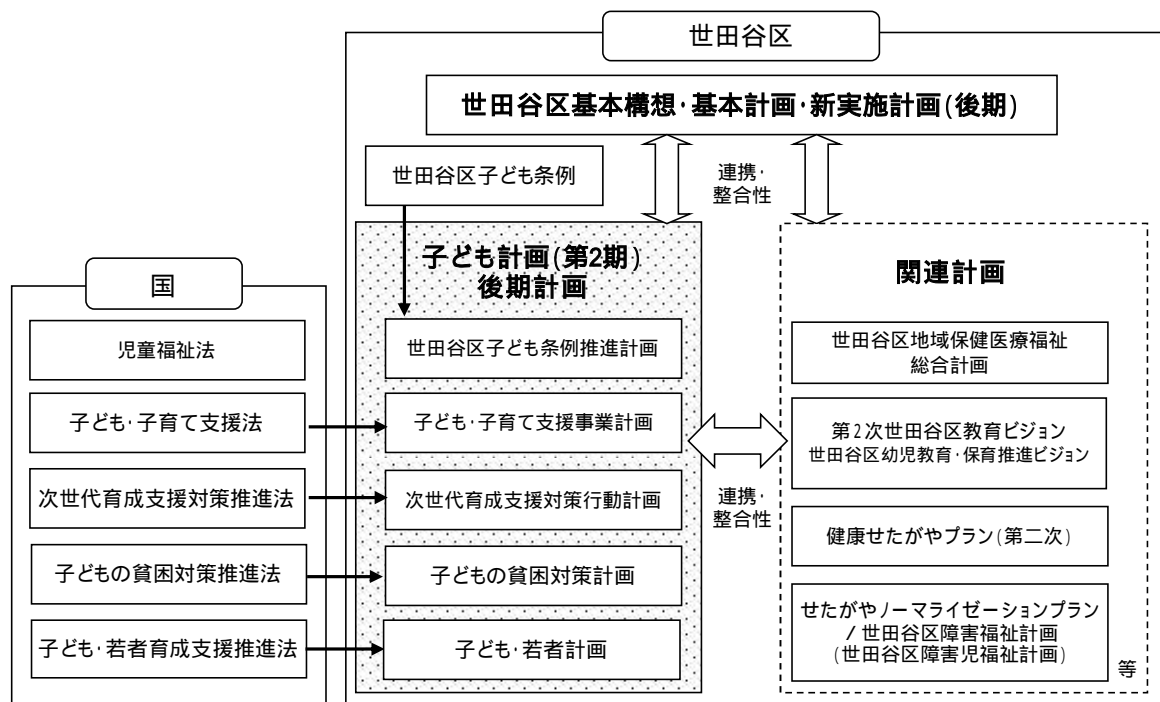 世田谷区
世田谷区基本構想・基本計画・新実施計画(後期)
世田谷区子ども条例
連携・
整合性
子ども計画(第2期)
後期計画
世田谷区子ども条例推進計画
子ども・子育て支援事業計画
次世代育成支援対策行動計画
子どもの貧困対策計画
子ども・若者計画
国
児童福祉法
子ども・子育て支援法
次世代育成支援対策推進法
子どもの貧困対策推進法
子ども・若者育成支援推進法
連携・
整合性
関連計画
世田谷区地域保健医療福祉
総合計画
第2次世田谷区教育ビジョン
世田谷区幼児教育・保育推進ビジョン
健康せたがやプラン(第二次)
せたがやノーマライゼーションプラン
/世田谷区障害福祉計画
(世田谷区障害児福祉計画)
等